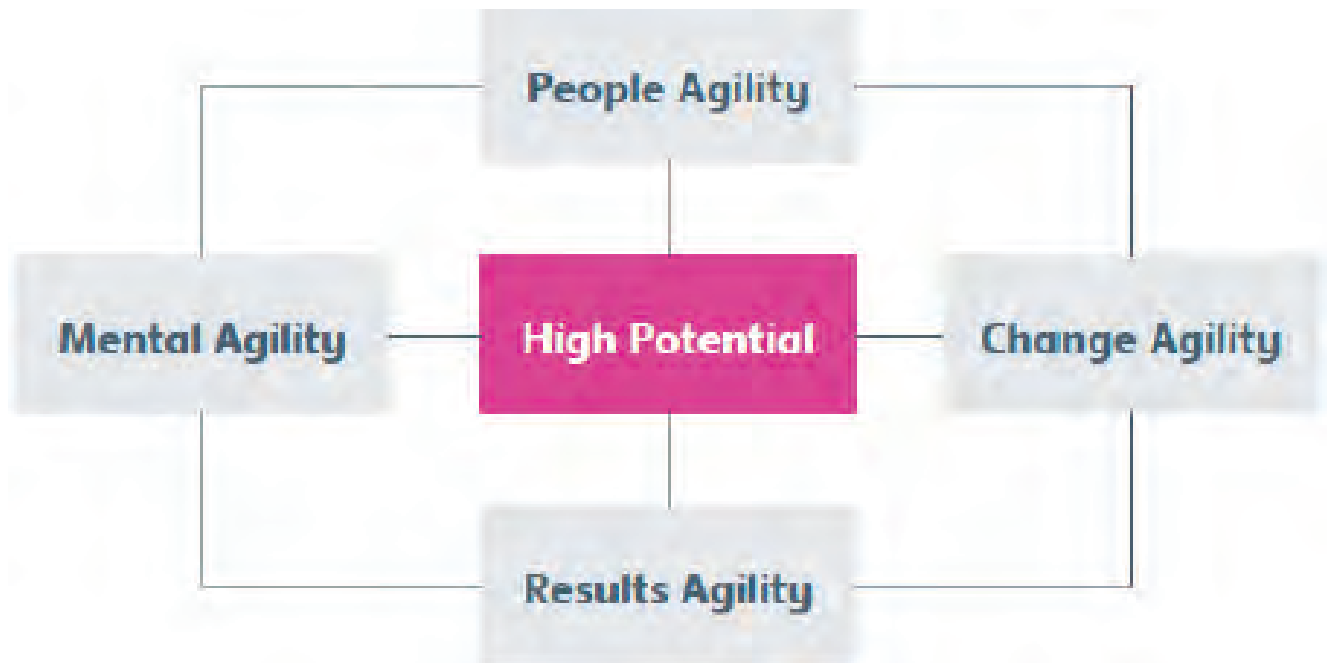 People Agility
Mental Agility
High Potential
Change Agility
Results Agility